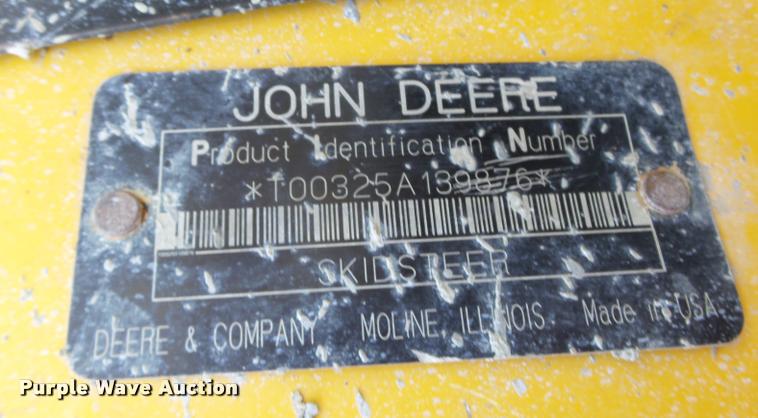 JOHN DEERE
Product Identification Number
*T00325A139876*
SKIDSTEER
DEERE & COMPANY MOLINE, ILLINOIS Made in USA
Purple Wave Auction